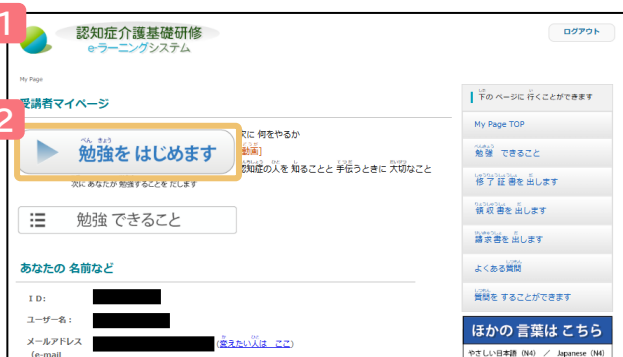 1
認知症介護基礎研修
e-ラーニングシステム
ログアウト
My Page
受講者マイページ
2
次に 何をやるか
勉強を はじめます
べん きょう
[動画]
どうが
認知症の人を 知ることと 手伝うときに 大切なこと
次に あなたが 勉強することを だします
勉強 できること
あなたの 名前など
ID:
ユーザー名:
メールアドレス
(変えたい人は ここ)
(e-mail
下の ページに 行くことができます
My Page TOP
勉強 できること
修了証書を 出します
領収書を 出します
請求書を 出します
よくある質問
質問を することができます
ほかの 言葉は こちら
やさしい日本語 (N4) / Japanese (N4)